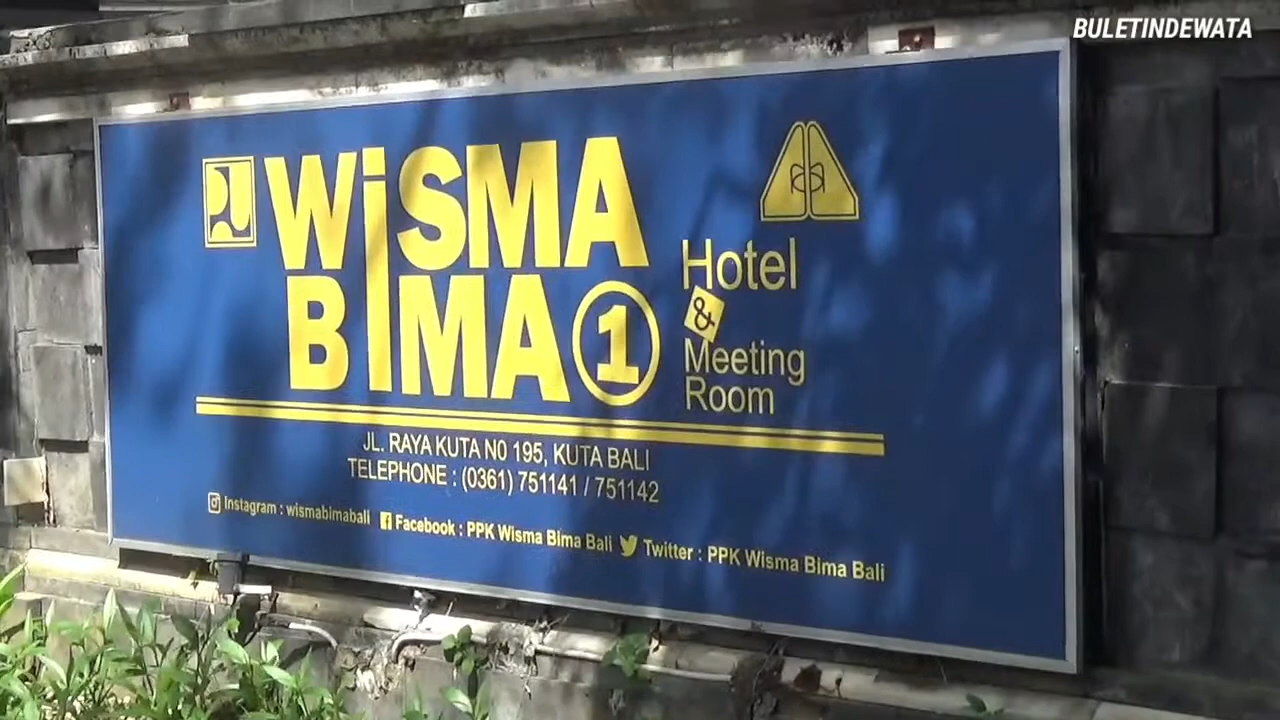 BULETINDEWATA
WiSMA
BIMA 1
Hotel
&
Meeting
Room
JL. RAYA KUTA N0 195, KUTA BALI
TELEPHONE : (0361) 751141 / 751142
Instagram : wismabimabali Facebook : PPK Wisma Bima Bali Twitter : PPK Wisma Bima Bali